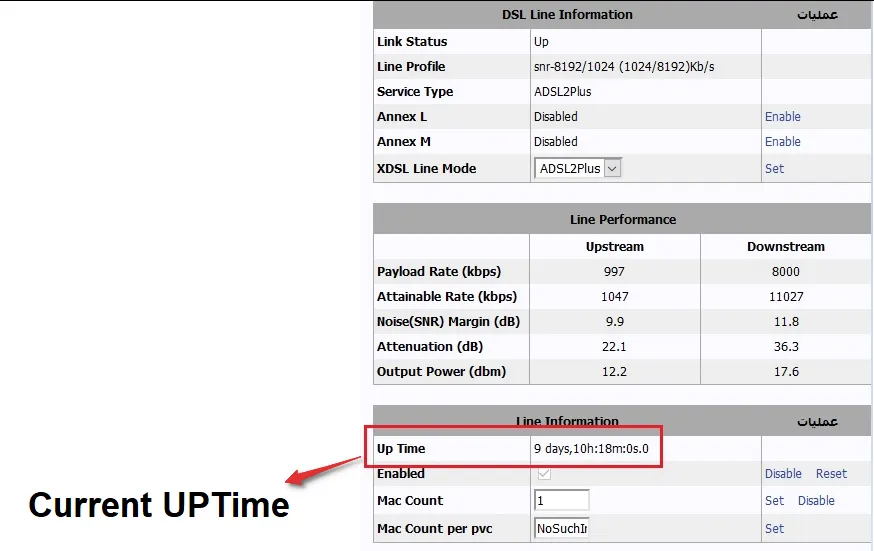 DSL Line Information عملیات
Link Status Up
Line Profile snr-8192/1024 (1024/8192)Kb/s
Service Type ADSL2Plus
Annex L Disabled Enable
Annex M Disabled Enable
XDSL Line Mode ADSL2Plus Set
Line Performance
Upstream Downstream
Payload Rate (kbps) 997 8000
Attainable Rate (kbps) 1047 11027
Noise(SNR) Margin (dB) 9.9 11.8
Attenuation (dB) 22.1 36.3
Output Power (dbm) 12.2 17.6
Line Information عملیات
Up Time 9 days,10h:18m:0s.0
Enabled Disable Reset
Mac Count 1 Set Disable
Mac Count per pvc NoSuchIn Set
Current UPTime